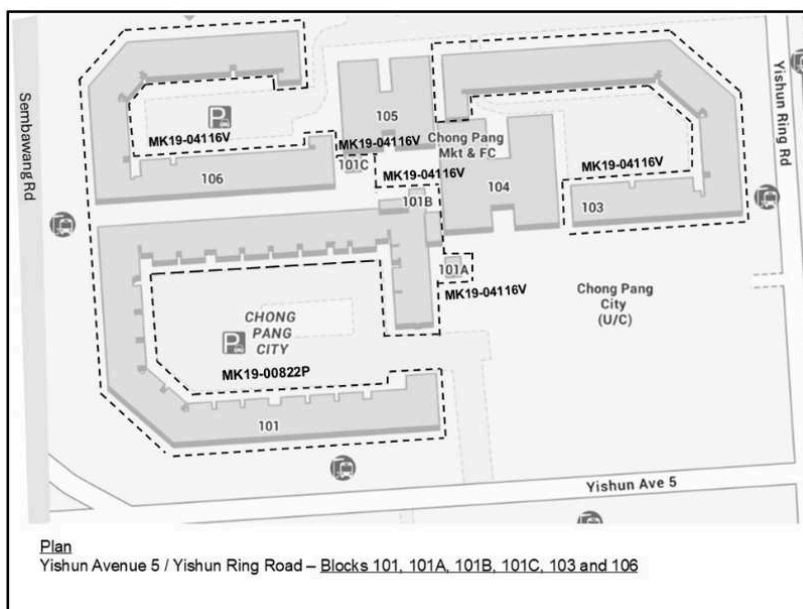 Sembawang Rd
Yishun Ring Rd
P
105
MK19-04116V
MK19-04116V
Chong Pang
Mkt & FC
101C
MK19-04116V
MK19-04116V
106
104
101B
103
101A
MK19-04116V
Chong Pang
City
(U/C)
CHONG
PANG
CITY
P
MK19-00822P
101
Yishun Ave 5
Plan
Yishun Avenue 5 / Yishun Ring Road – Blocks 101, 101A, 101B, 101C, 103 and 106